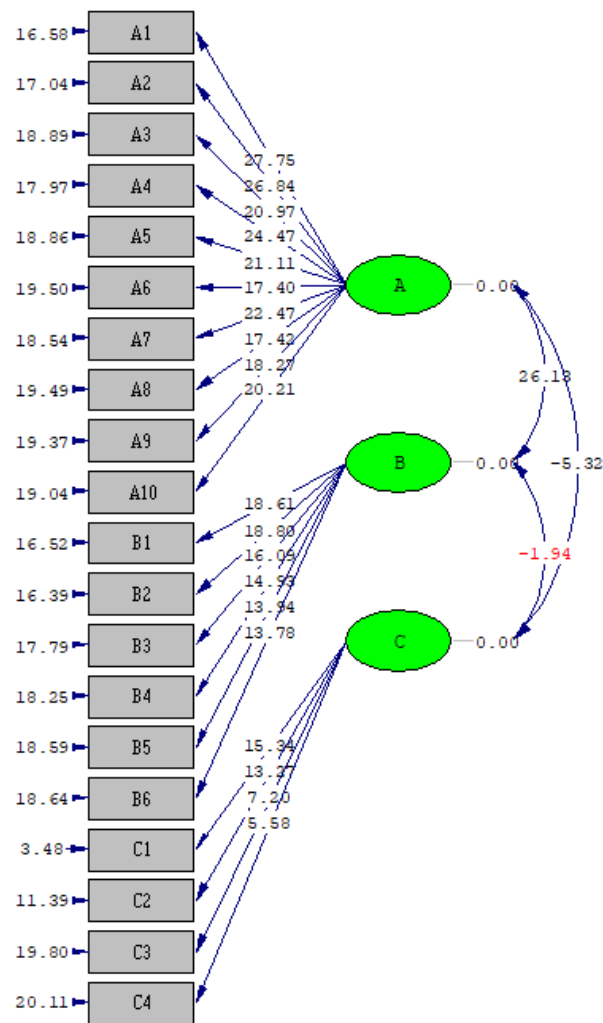 16.58 A1
17.04 A2
18.89 A3
17.97 A4
18.86 A5
19.50 A6
18.54 A7
19.49 A8
19.37 A9
19.04 A10
16.52 B1
16.39 B2
17.79 B3
18.25 B4
18.59 B5
18.64 B6
3.48 C1
11.39 C2
19.80 C3
20.11 C4
27.75
26.84
20.97
24.47
21.11
17.40
22.47
17.42
18.27
20.21
18.61
18.80
16.09
14.93
13.94
13.78
15.34
13.27
7.20
5.58
A 0.00
B 0.00
C 0.00
26.13
-5.32
-1.94